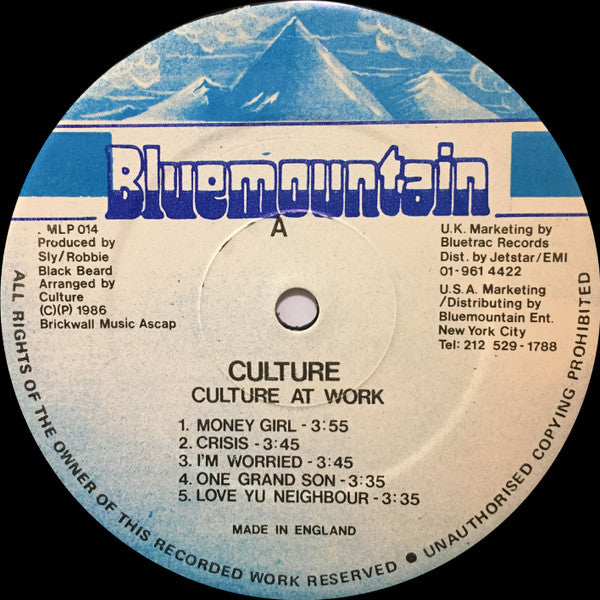 Bluemountain
A
MLP 014
Produced by
Sly/Robbie
Black Beard
Arranged by
Culture
(C)(P) 1986
Brickwall Music Ascap
U.K. Marketing by
Bluetrac Records
Dist. by Jetstar/EMI
01-961 4422
U.S.A. Marketing
/Distributing by
Bluemountain Ent.
New York City
Tel: 212 529-1788
CULTURE
CULTURE AT WORK
1. MONEY GIRL - 3:55
2. CRISIS - 3:45
3. I'M WORRIED - 3:45
4. ONE GRAND SON - 3:35
5. LOVE YU NEIGHBOUR - 3:35
MADE IN ENGLAND
ALL RIGHTS OF THE OWNER OF THIS RECORDED WORK RESERVED ● UNAUTHORISED COPYING PROHIBITED